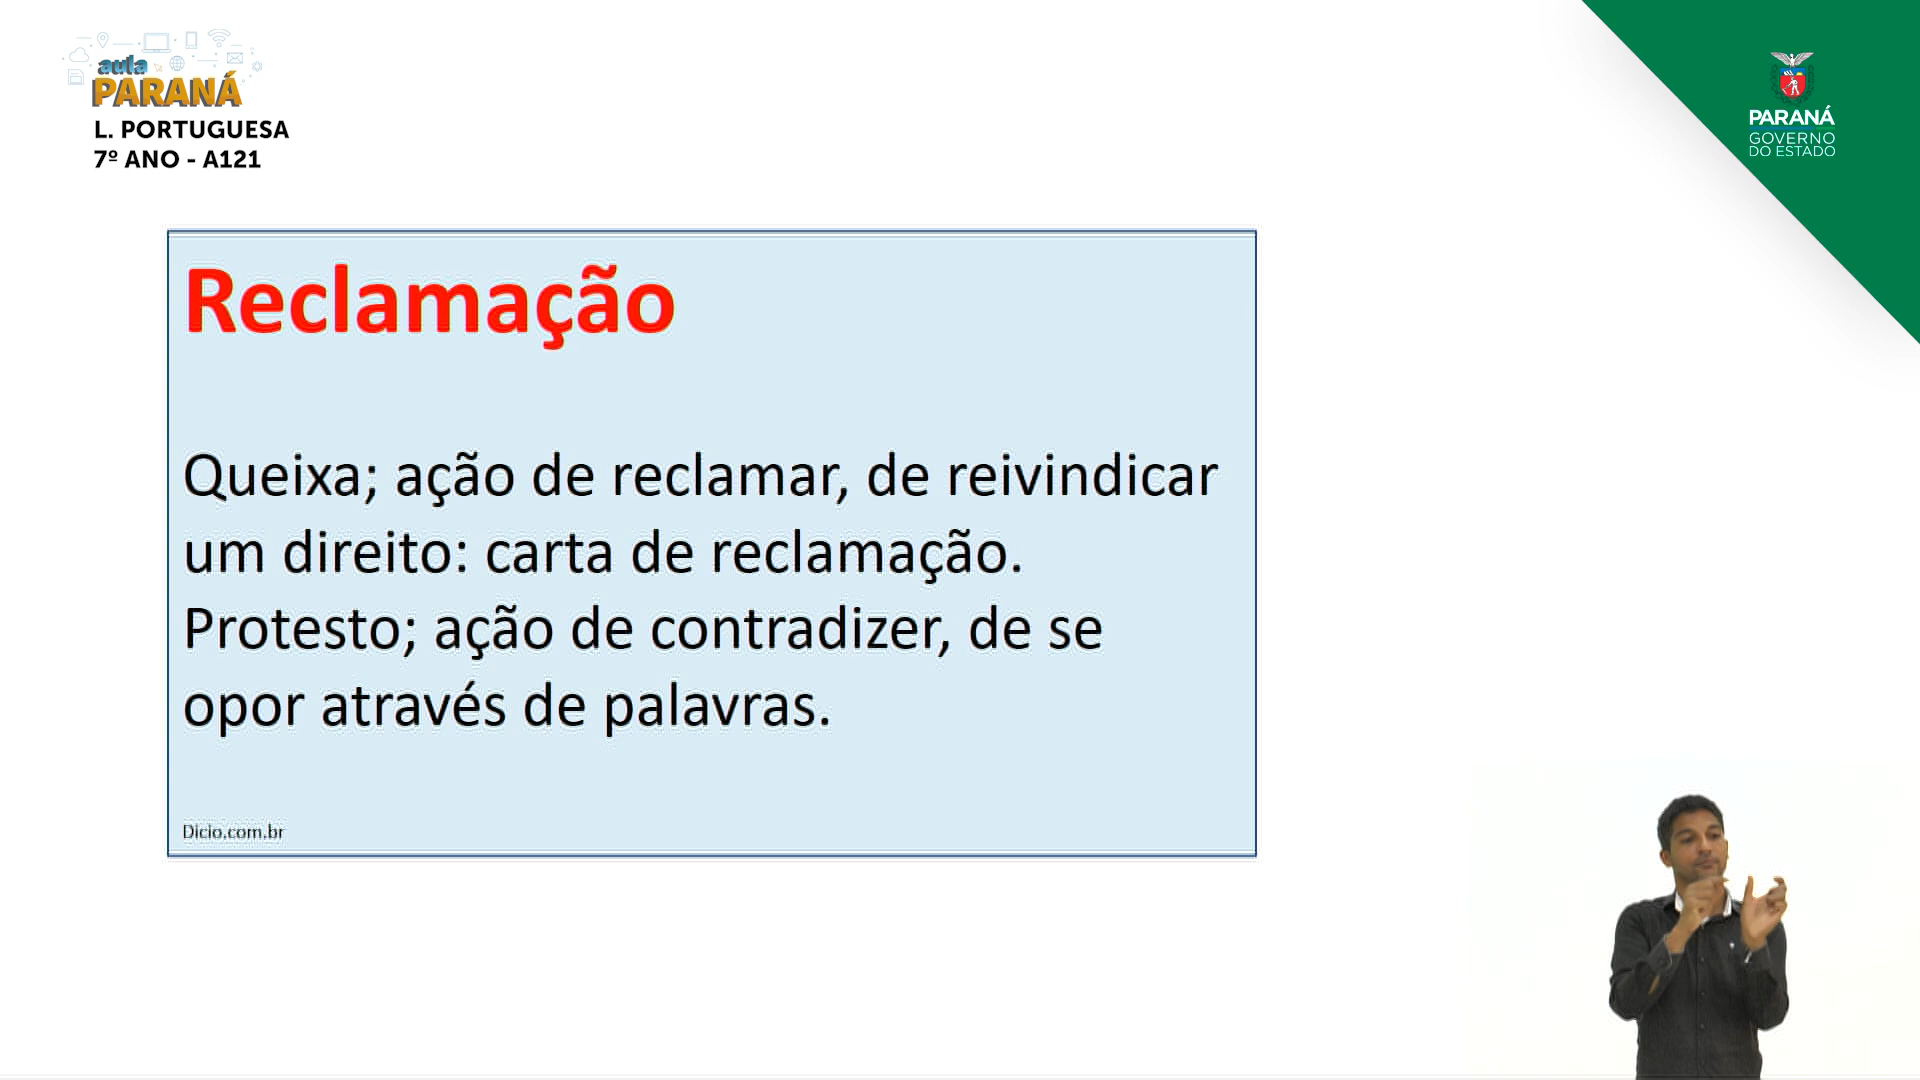 aula
PARANÁ
L. PORTUGUESA
7º ANO - A121
PARANÁ
GOVERNO
DO ESTADO
Reclamação
Queixa; ação de reclamar, de reivindicar
um direito: carta de reclamação.
Protesto; ação de contradizer, de se
opor através de palavras.
Dicio.com.br